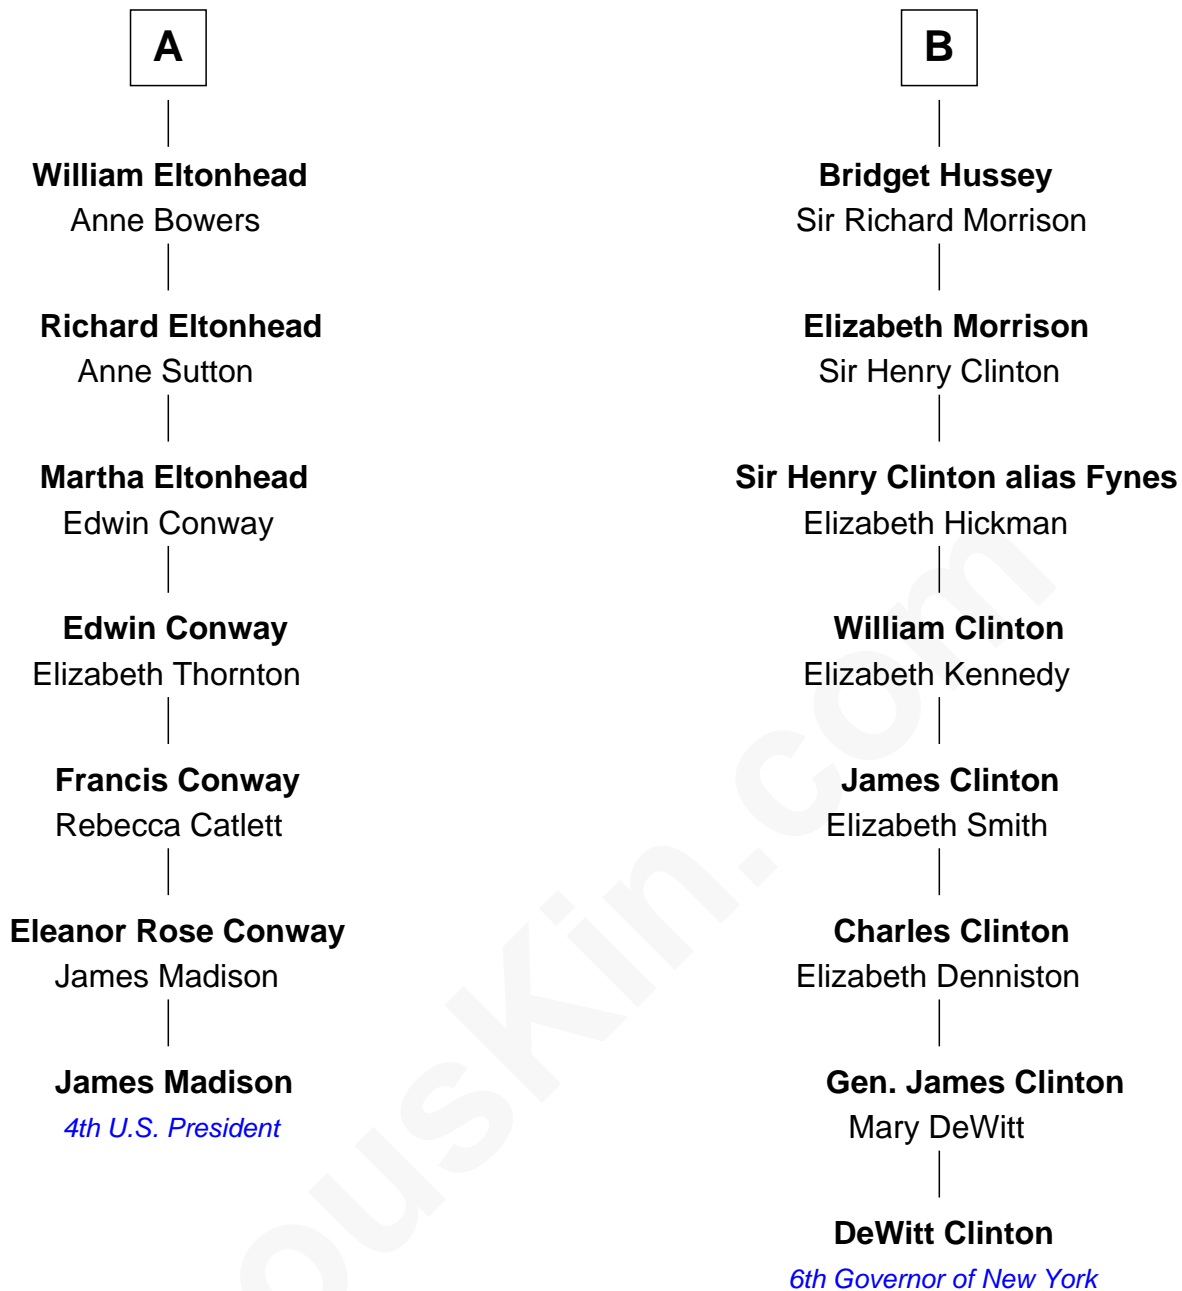 A
William Eltonhead
Anne Bowers
Richard Eltonhead
Anne Sutton
Martha Eltonhead
Edwin Conway
Edwin Conway
Elizabeth Thornton
Francis Conway
Rebecca Catlett
Eleanor Rose Conway
James Madison
James Madison
4th U.S. President
B
Bridget Hussey
Sir Richard Morrison
Elizabeth Morrison
Sir Henry Clinton
Sir Henry Clinton alias Fynes
Elizabeth Hickman
William Clinton
Elizabeth Kennedy
James Clinton
Elizabeth Smith
Charles Clinton
Elizabeth Denniston
Gen. James Clinton
Mary DeWitt
DeWitt Clinton
6th Governor of New York
ousKin.com